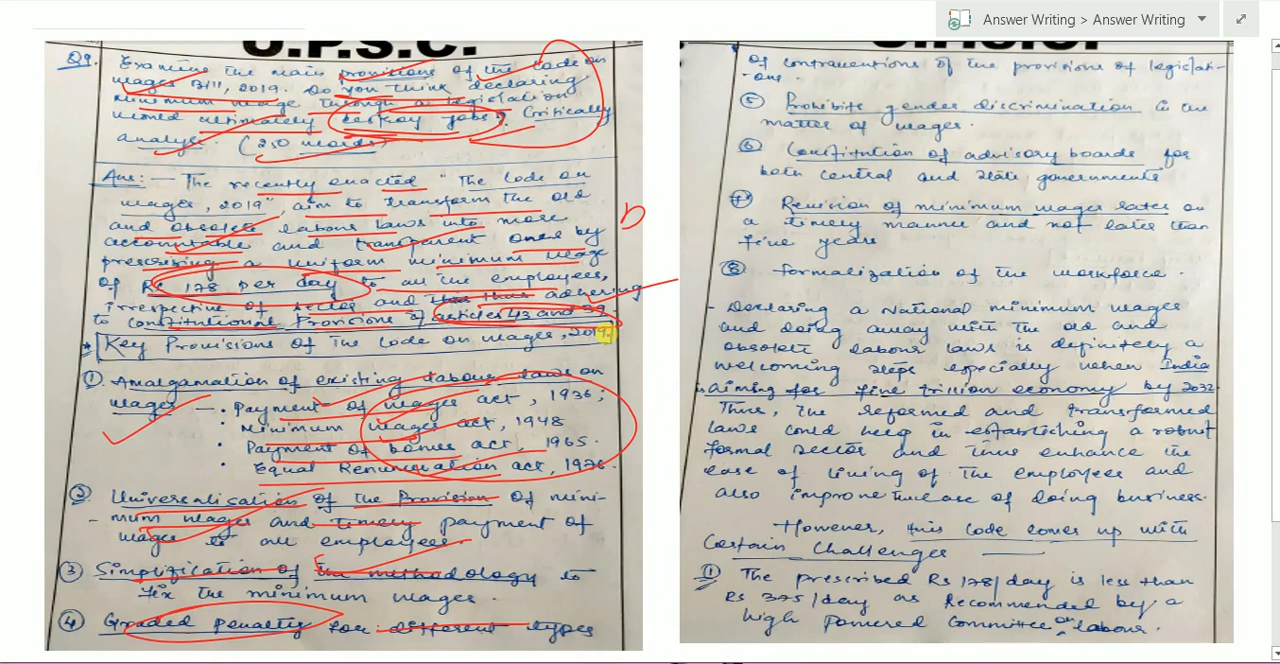 Answer Writing > Answer Writing
U.P.S.C.
Q9. Examine the main provisions of the Code on
wages Bill, 2019. Do you think declaring
minimum wage through a legislation
would ultimately destroy jobs? Critically
analyse. (250 words)
Ans:- The recently enacted "The Code on
wages, 2019", aim to transform the old
and obsolete labours laws into more
accountable and transparent ones by
prescribing a uniform minimum wage
of Rs 178 per day to all the employees,
irrespective of sector and adhering
to constitutional Provisions of articles 43 and 39.
* Key Provisions of the Code on wages, 2019.
① Amalgamation of existing labour laws on
wages — • Payment of wages act, 1936;
• Minimum wages act, 1948
• Payment of bonus act, 1965.
• Equal Remuneration act, 1976.
② Universalisation of the Provision of mini-
- mum wages and timely payment of
wages to all employees.
③ Simplification of the methodology to
fix the minimum wages.
④ Graded penalty for different types
of contraventions of the provisions of legislati-
-ons.
⑤ Prohibits gender discrimination in the
matter of wages.
⑥ Constitution of advisory boards for
both central and state governments
⑦ Revision of minimum wages rates on
a timely manner and not later than
five years
⑧ Formalization of the workforce.
- Declaring a National minimum wages
and doing away with the old and
obsolete labour laws is definitely a
welcoming steps especially when India
is aiming for five trillion economy by 2032
Thus, the reformed and transformed
laws could help in establishing a robust
formal sector and thus enhance the
ease of living of the employees and
also improve the ease of doing business.
However, this code comes up with
Certain Challenges —
① The prescribed Rs 178/day is less than
Rs 375/day as recommended by a
high powered committee on labour.